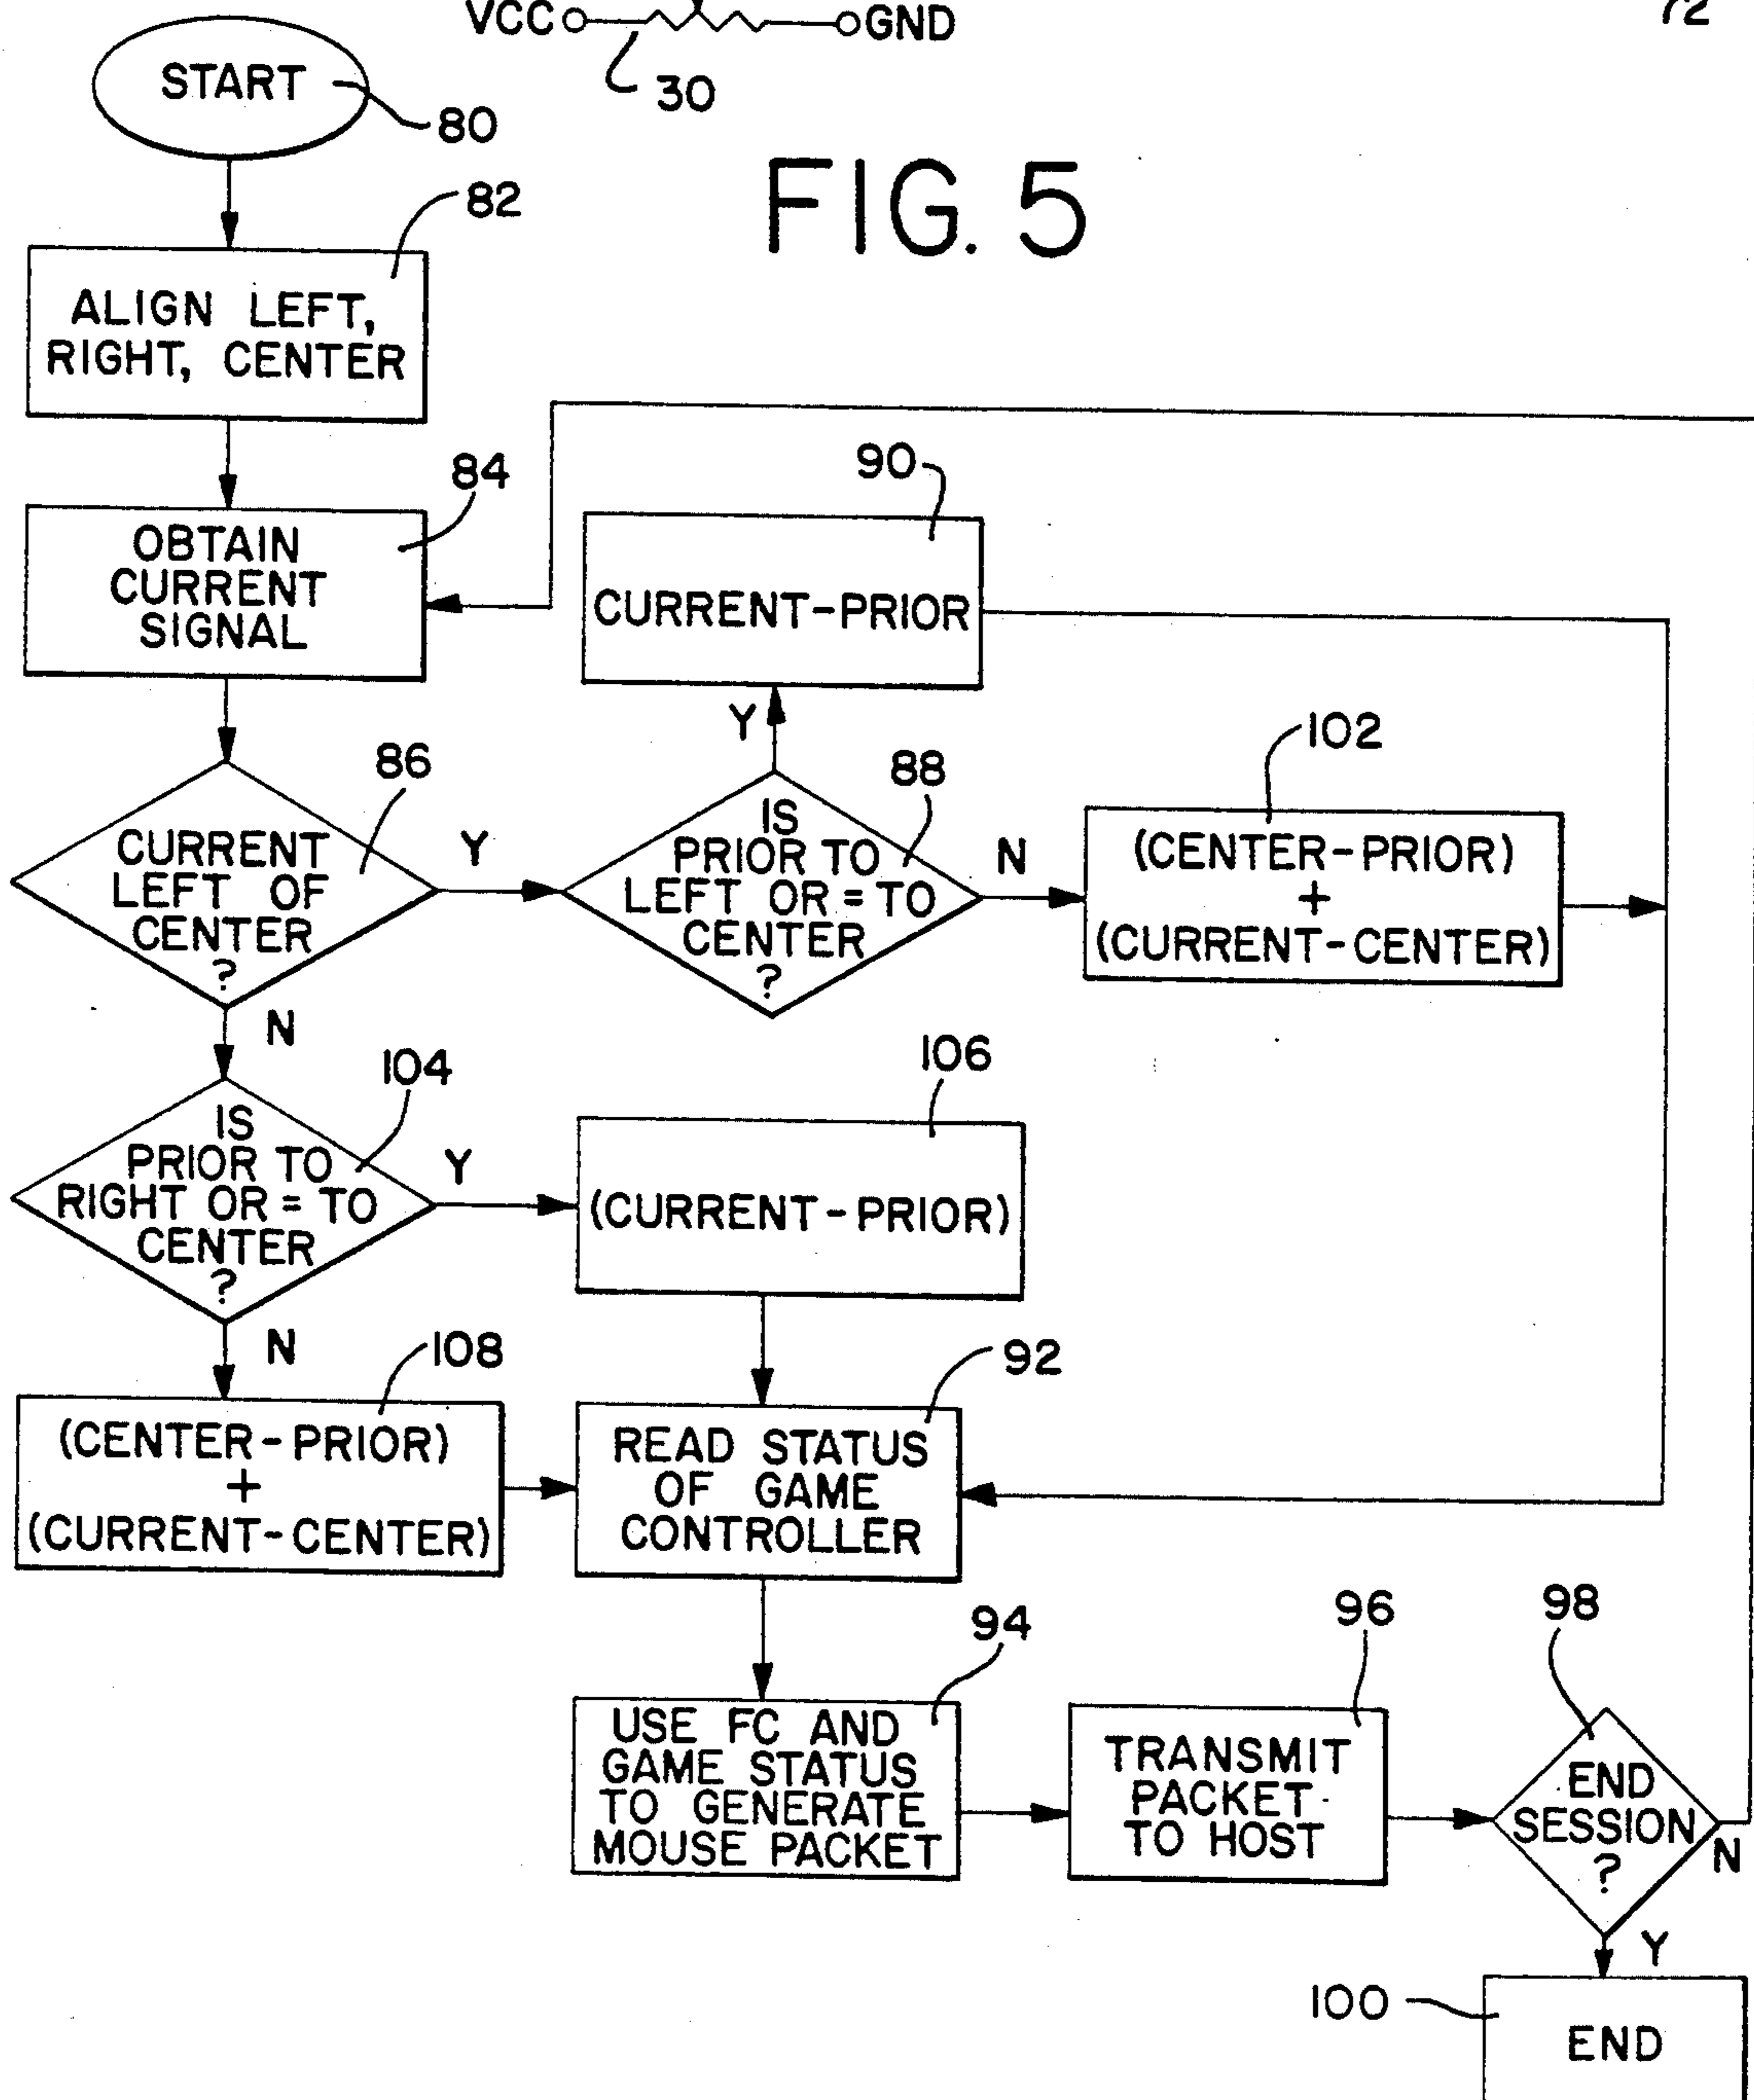 VCC
GND
30
72
START
80
FIG. 5
82
ALIGN LEFT,
RIGHT, CENTER
84
OBTAIN
CURRENT
SIGNAL
90
CURRENT-PRIOR
Y
86
CURRENT
LEFT OF
CENTER
?
Y
88
IS
PRIOR TO
LEFT OR = TO
CENTER
?
N
102
(CENTER-PRIOR)
+
(CURRENT-CENTER)
N
104
IS
PRIOR TO
RIGHT OR = TO
CENTER
?
Y
106
(CURRENT-PRIOR)
N
108
(CENTER-PRIOR)
+
(CURRENT-CENTER)
92
READ STATUS
OF GAME
CONTROLLER
94
USE FC AND
GAME STATUS
TO GENERATE
MOUSE PACKET
96
TRANSMIT
PACKET
TO HOST
98
END
SESSION
?
N
Y
100
END